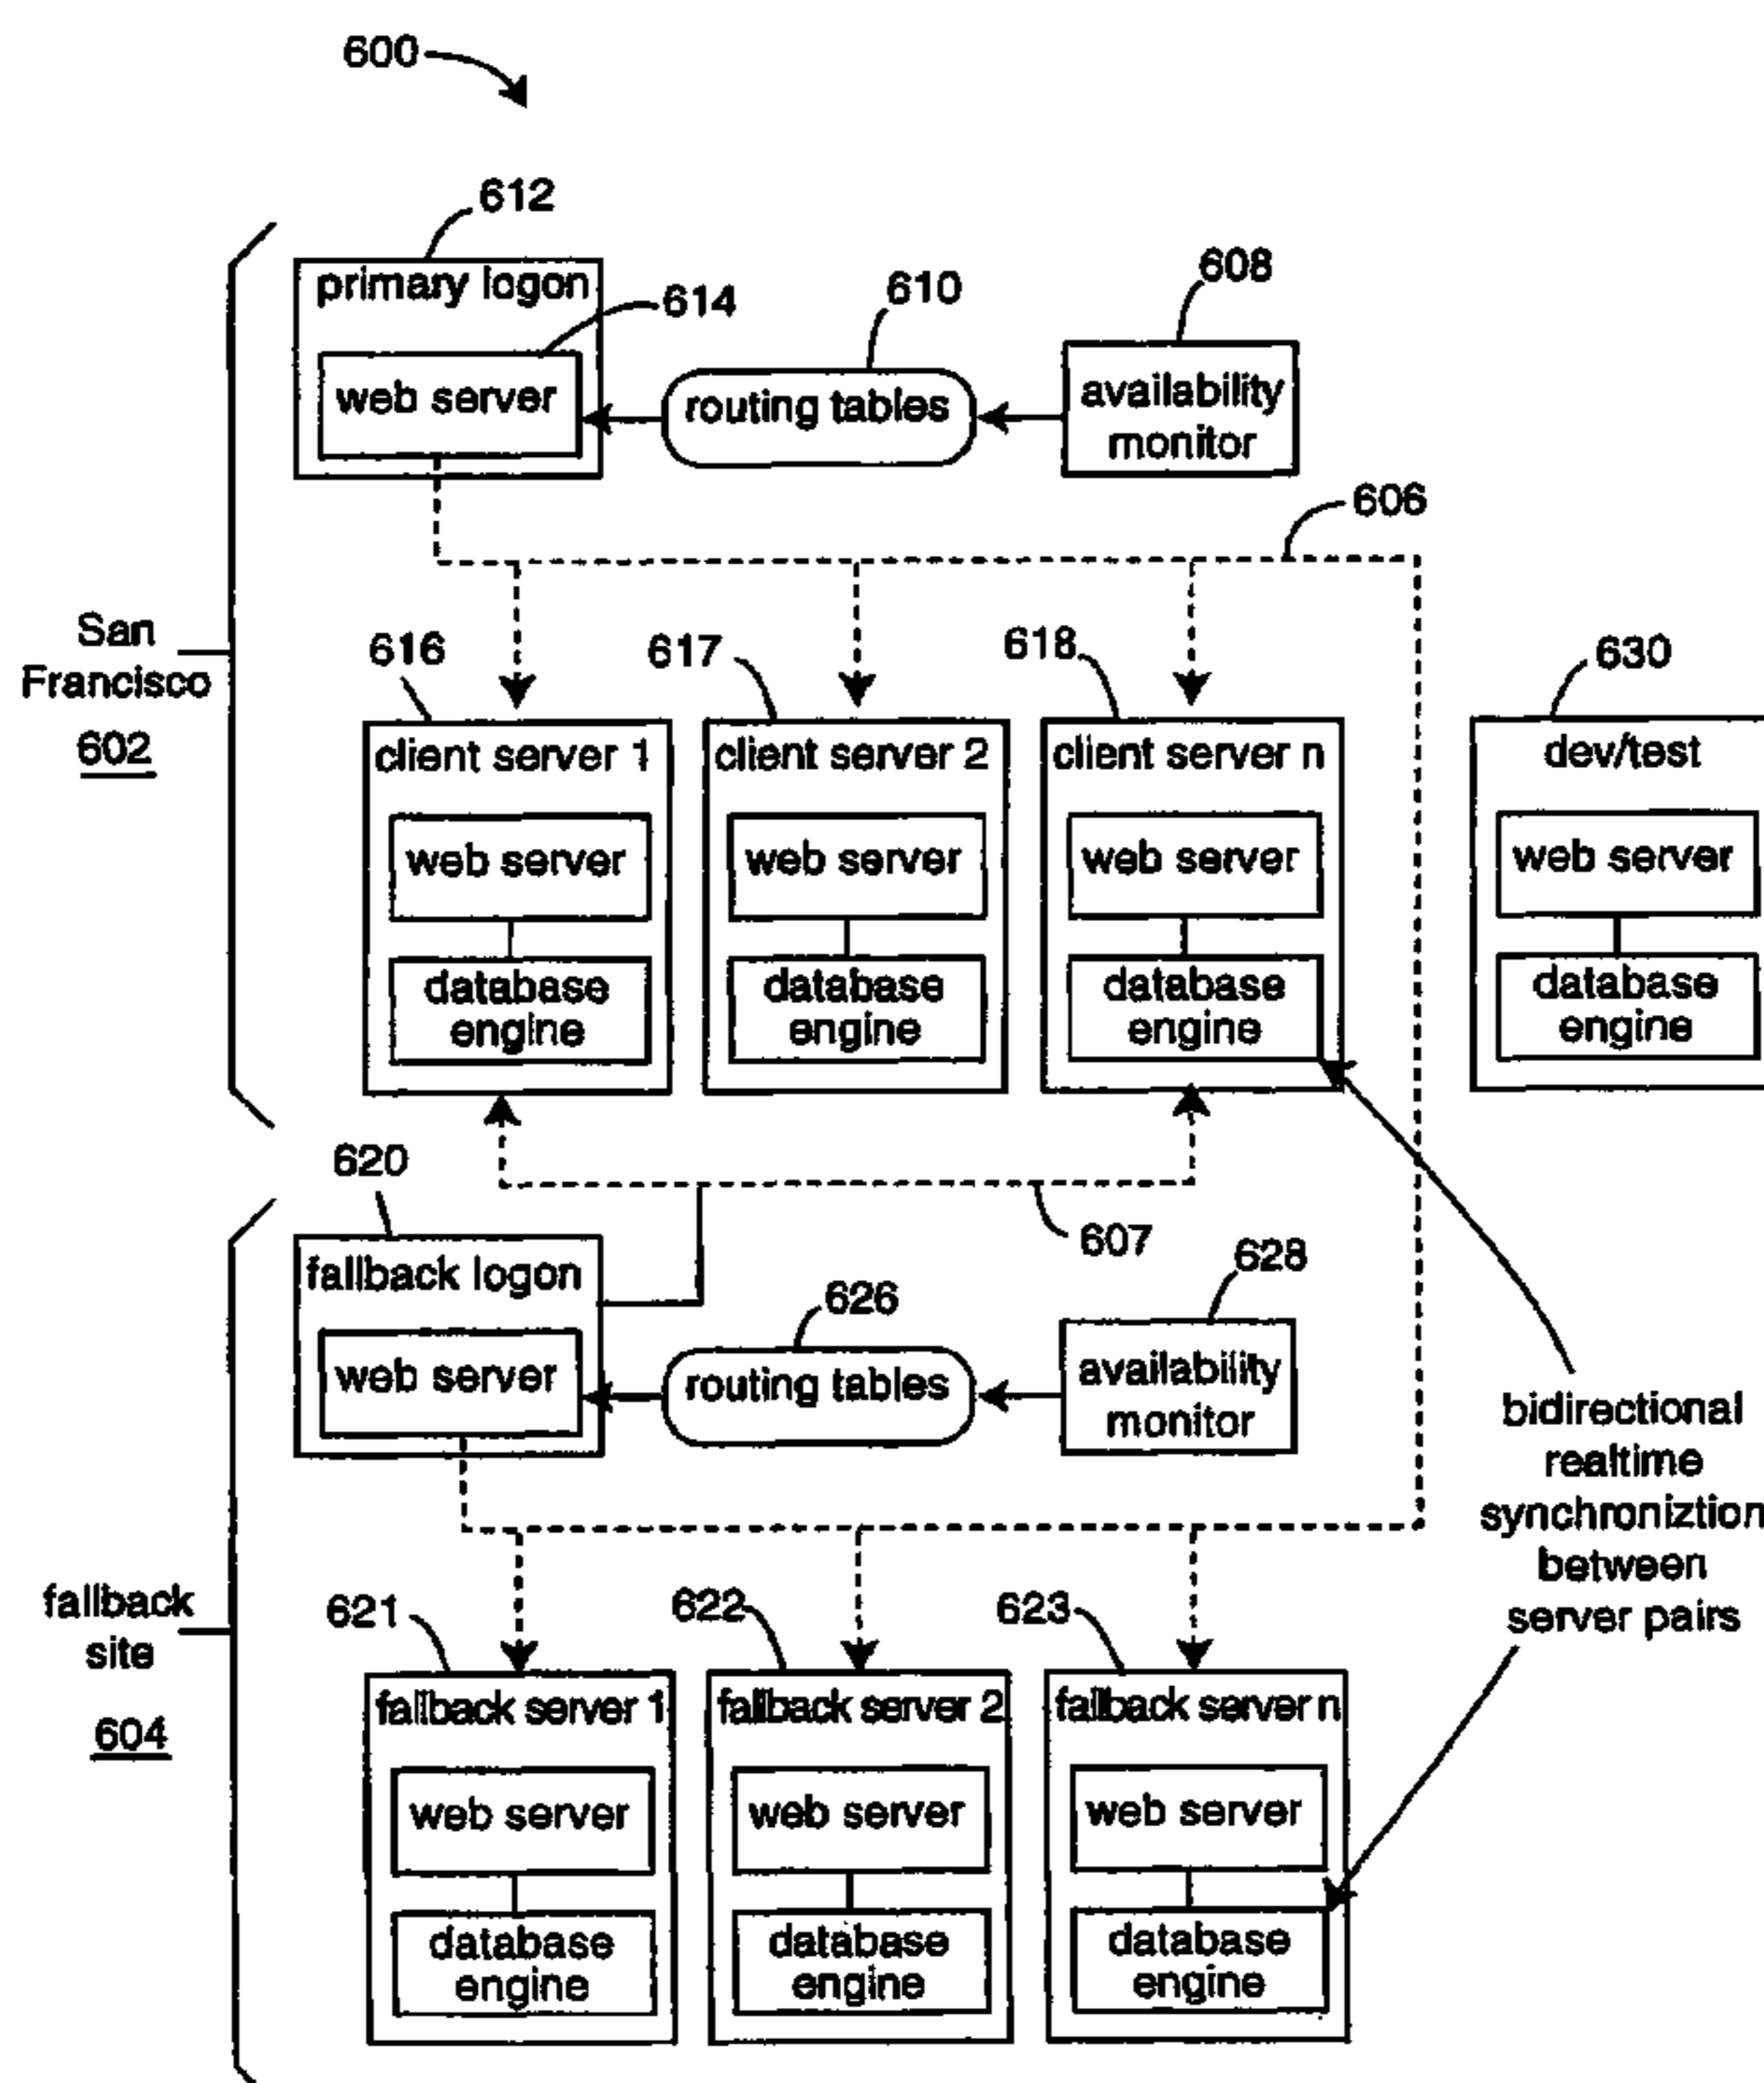 600
612
primary logon
614
web server
610
routing tables
608
availability
monitor
606
San
Francisco
602
616
client server 1
web server
database
engine
617
client server 2
web server
database
engine
618
client server n
web server
database
engine
630
dev/test
web server
database
engine
607
620
fallback logon
web server
626
routing tables
628
availability
monitor
bidirectional
realtime
synchroniztion
between
server pairs
fallback
site
604
621
fallback server 1
web server
database
engine
622
fallback server 2
web server
database
engine
623
fallback server n
web server
database
engine